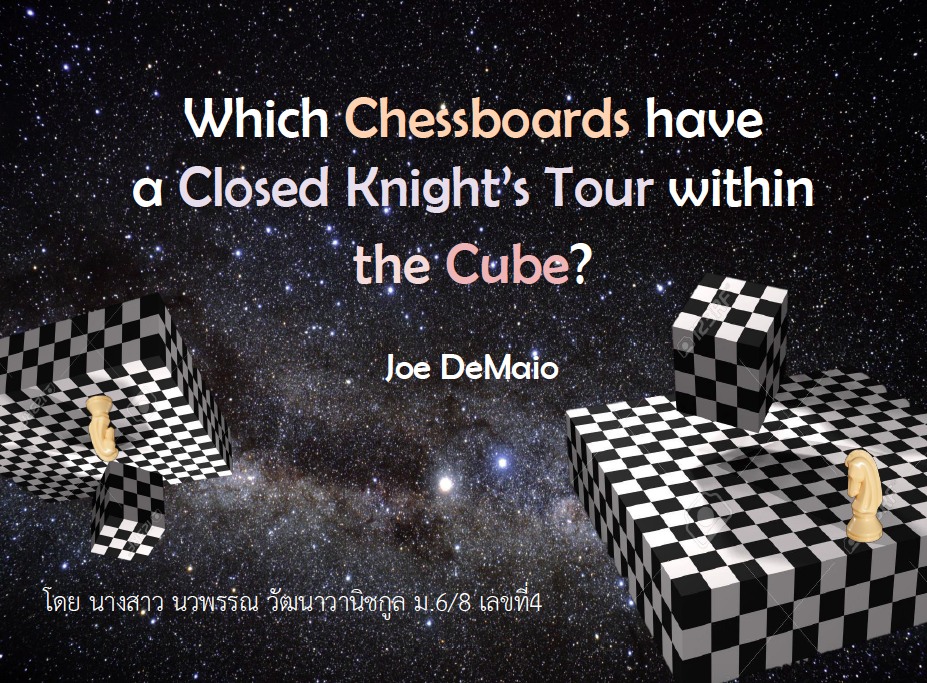 Which Chessboards have
a Closed Knight's Tour within
the Cube?
Joe DeMaio
โดย นางสาว นวพรรณ วัฒนาวานิชกูล ม.6/8 เลขที่4